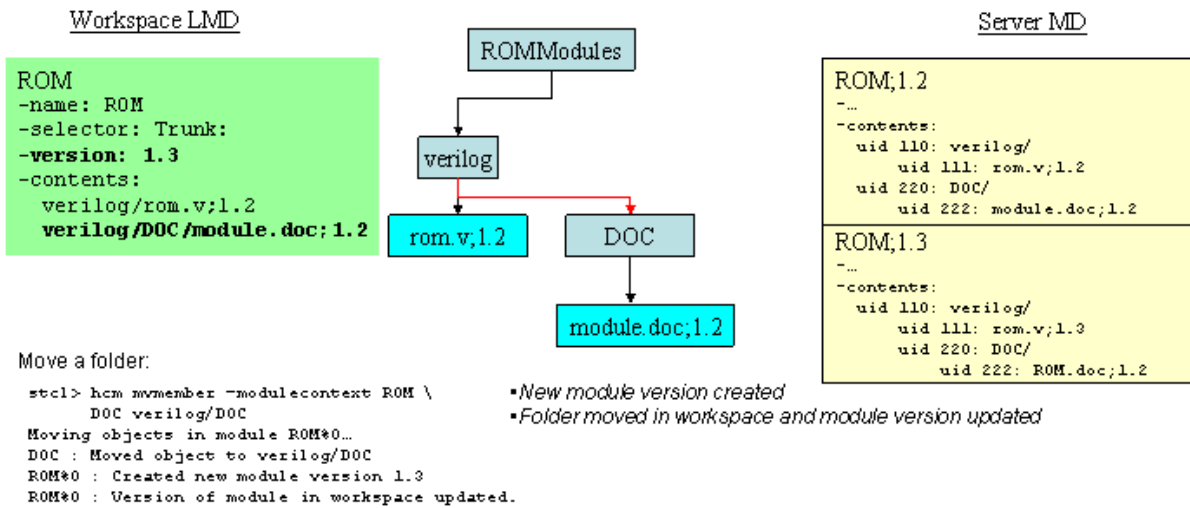 Workspace LMD
ROM
-name: ROM
-selector: Trunk:
-version: 1.3
-contents:
verilog/rom.v;1.2
verilog/DOC/module.doc;1.2
ROMModules
verilog
rom.v;1.2
DOC
module.doc;1.2
Server MD
ROM;1.2
-…
-contents:
uid 110: verilog/
uid 111: rom.v;1.2
uid 220: DOC/
uid 222: module.doc;1.2
ROM;1.3
-…
-contents:
uid 110: verilog/
uid 111: rom.v;1.3
uid 220: DOC/
uid 222: ROM.doc;1.2
Move a folder:
stcl> hcm mvmember -modulecontext ROM \
DOC verilog/DOC
Moving objects in module ROM%0…
DOC : Moved object to verilog/DOC
ROM%0 : Created new module version 1.3
ROM%0 : Version of module in workspace updated.
▪New module version created
▪Folder moved in workspace and module version updated